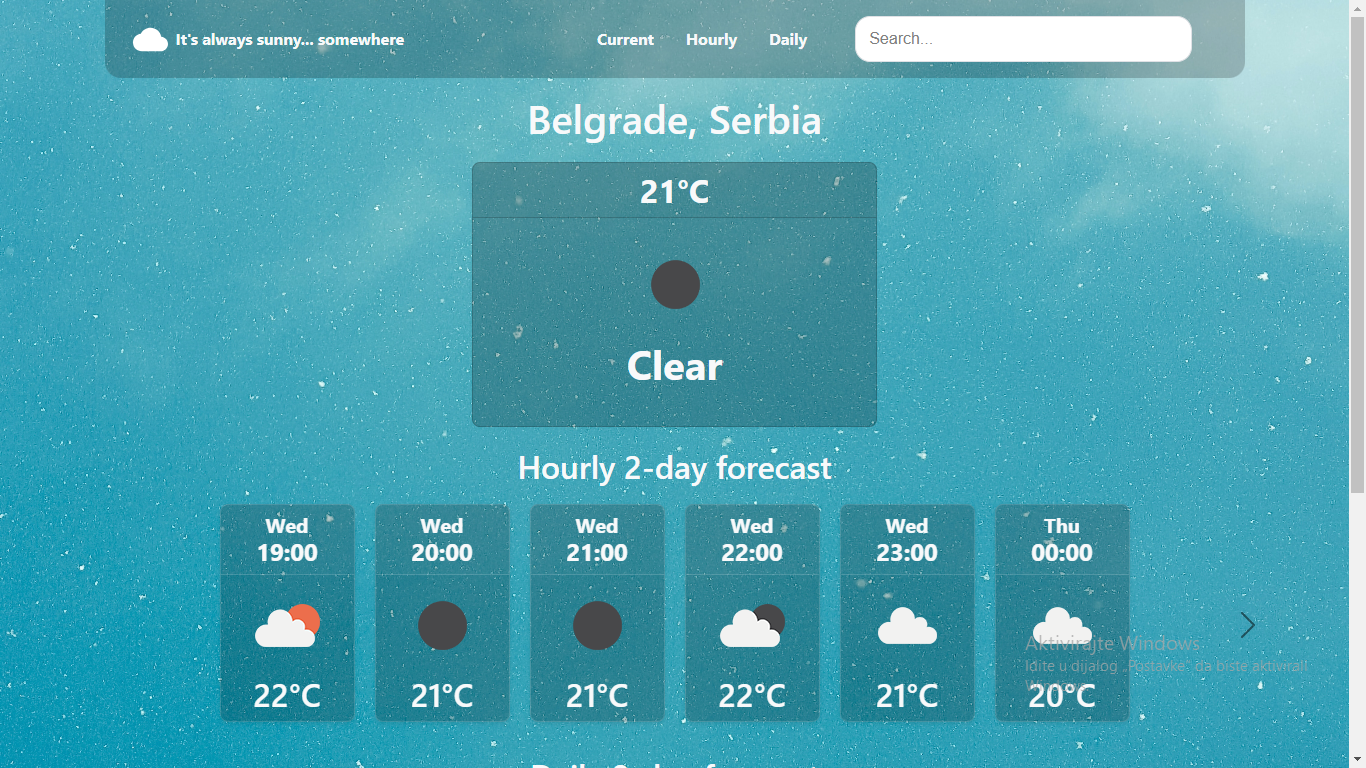 It's always sunny... somewhere
Current Hourly Daily
Search...
Belgrade, Serbia
21°C
Clear
Hourly 2-day forecast
Wed Wed Wed Wed Wed Thu
19:00 20:00 21:00 22:00 23:00 00:00
Aktivirajte Windows
Idite u dijalog „Postavke“ da biste aktivirali
Windows.
22°C 21°C 21°C 22°C 21°C 20°C